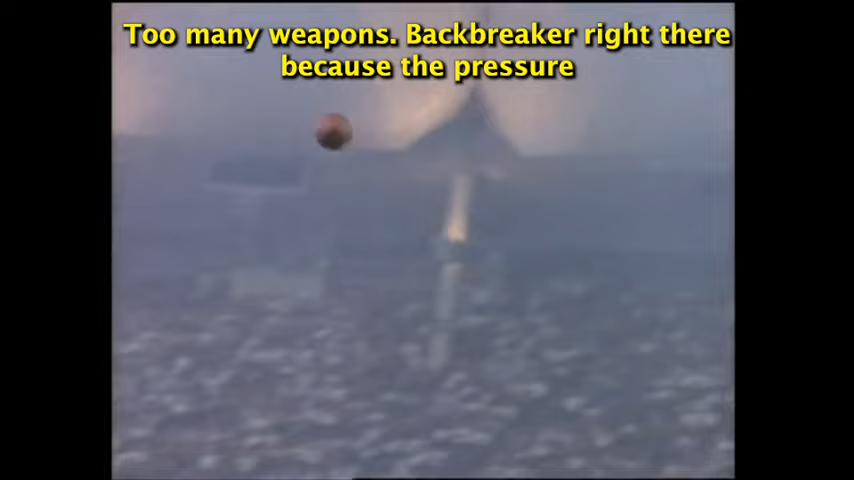 Too many weapons. Backbreaker right there
because the pressure